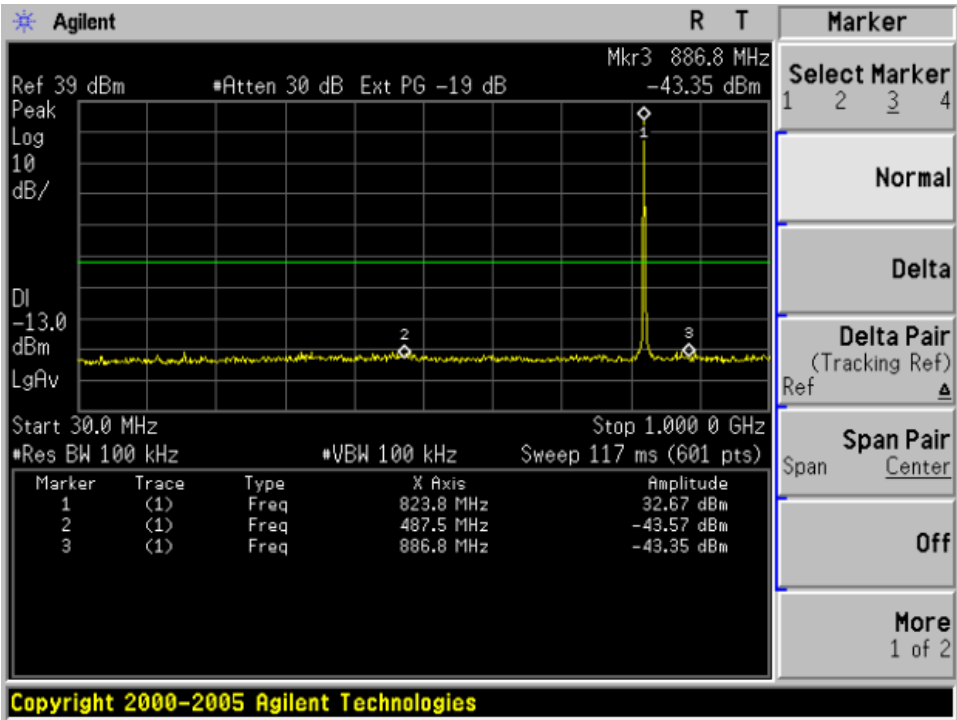 Agilent R T Marker
Mkr3 886.8 MHz
Ref 39 dBm #Atten 30 dB Ext PG -19 dB -43.35 dBm
Peak
Log
10
dB/
DI
-13.0
dBm
LgAv
1
2
3
Start 30.0 MHz Stop 1.000 0 GHz
#Res BW 100 kHz #VBW 100 kHz Sweep 117 ms (601 pts)
Marker Trace Type X Axis Amplitude
1 (1) Freq 823.8 MHz 32.67 dBm
2 (1) Freq 487.5 MHz -43.57 dBm
3 (1) Freq 886.8 MHz -43.35 dBm
Select Marker
1 2 3 4
Normal
Delta
Delta Pair
(Tracking Ref)
Ref Δ
Span Pair
Span Center
Off
More
1 of 2
Copyright 2000-2005 Agilent Technologies